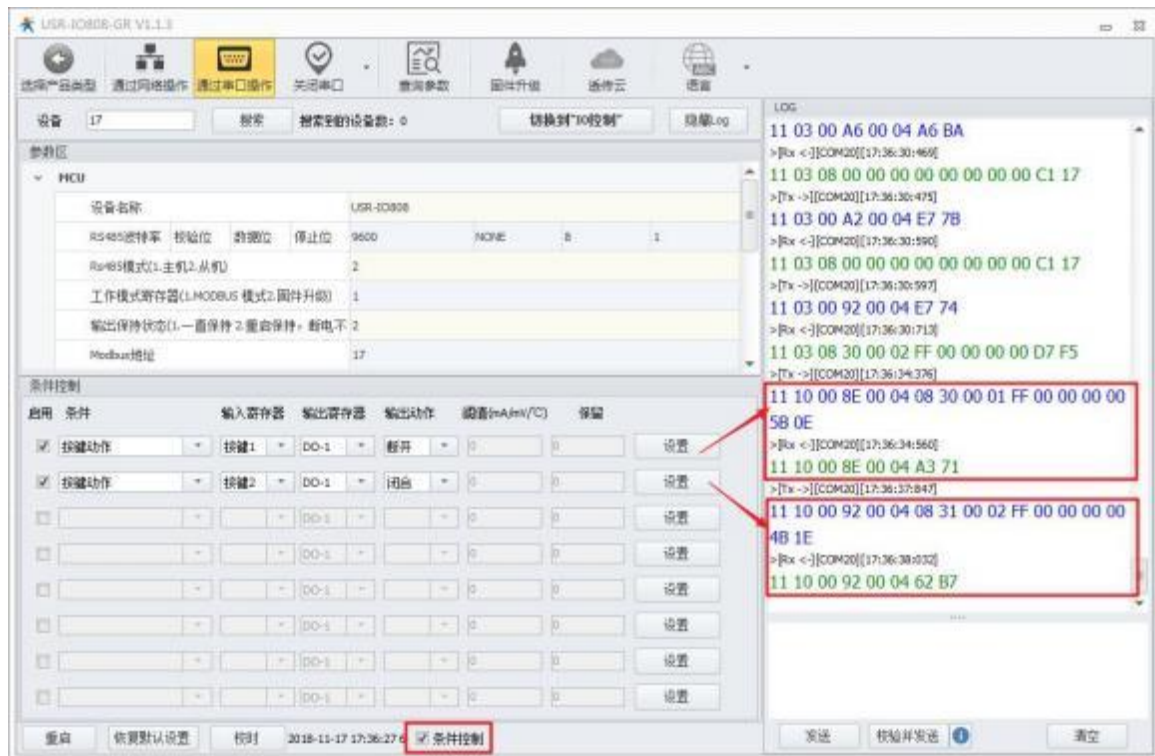 USR-IO808-GR V1.1.3
选择产品类型 通过网络操作 通过串口操作 关闭串口 查询参数 固件升级 透传云 语言
设备 17 搜索 搜索到的设备数: 0 切换到"IO控制" 隐藏Log
参数区
MCU
设备名称 USR-IO808
RS485波特率 校验位 数据位 停止位 9600 NONE 8 1
Rs485模式(1.主机2.从机) 2
工作模式寄存器(1.MODBUS 模式2.固件升级) 1
输出保持状态(1.一直保持 2.重启保持，断电不 2
Modbus地址 17
条件控制
启用 条件 输入寄存器 输出寄存器 输出动作 阈值(mA/mV/℃) 保留
按键动作 按键1 DO-1 断开 0 0 设置
按键动作 按键2 DO-1 闭合 0 0 设置
DO-1 0 0 设置
DO-1 0 0 设置
DO-1 0 0 设置
DO-1 0 0 设置
DO-1 0 0 设置
DO-1 0 0 设置
重启 恢复默认设置 校时 2018-11-17 17:36:27 6 条件控制
LOG
11 03 00 A6 00 04 A6 BA
>[Rx <-][COM20][17:36:30:469]
11 03 08 00 00 00 00 00 00 00 00 C1 17
>[Tx ->][COM20][17:36:30:475]
11 03 00 A2 00 04 E7 7B
>[Rx <-][COM20][17:36:30:590]
11 03 08 00 00 00 00 00 00 00 00 C1 17
>[Tx ->][COM20][17:36:30:597]
11 03 00 92 00 04 E7 74
>[Rx <-][COM20][17:36:30:713]
11 03 08 30 00 02 FF 00 00 00 00 D7 F5
>[Tx ->][COM20][17:36:34:376]
11 10 00 8E 00 04 08 30 00 01 FF 00 00 00 00
5B 0E
>[Rx <-][COM20][17:36:34:560]
11 10 00 8E 00 04 A3 71
>[Tx ->][COM20][17:36:37:847]
11 10 00 92 00 04 08 31 00 02 FF 00 00 00 00
4B 1E
>[Rx <-][COM20][17:36:38:032]
11 10 00 92 00 04 62 B7
发送 校验并发送 清空